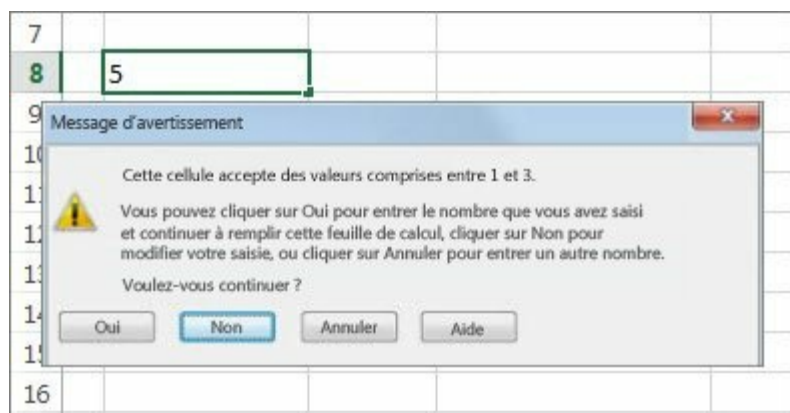 7
8 5
9
Message d'avertissement
Cette cellule accepte des valeurs comprises entre 1 et 3.
Vous pouvez cliquer sur Oui pour entrer le nombre que vous avez saisi
et continuer à remplir cette feuille de calcul, cliquer sur Non pour
modifier votre saisie, ou cliquer sur Annuler pour entrer un autre nombre.
Voulez-vous continuer ?
Oui Non Annuler Aide
16